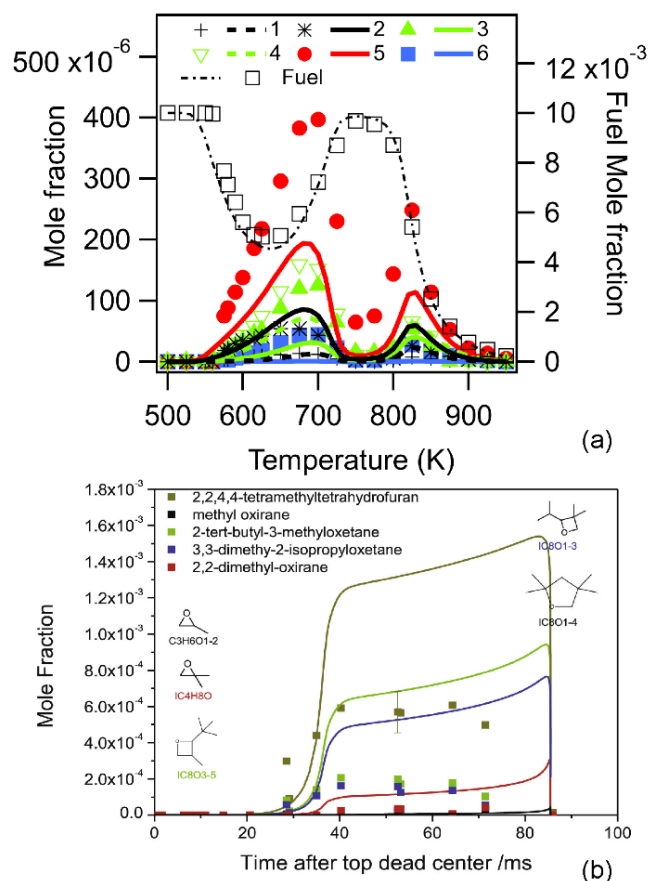 1 2 3
4 5 6
Fuel
500 x10⁻⁶
400
300
200
100
0
Mole fraction
12 x10⁻³
10
8
6
4
2
0
Fuel Mole fraction
500 600 700 800 900
Temperature (K)
(a)
1.8x10⁻³
1.6x10⁻³
1.4x10⁻³
1.2x10⁻³
1.0x10⁻³
8.0x10⁻⁴
6.0x10⁻⁴
4.0x10⁻⁴
2.0x10⁻⁴
0.0
Mole Fraction
2,2,4,4-tetramethyltetrahydrofuran
methyl oxirane
2-tert-butyl-3-methyloxetane
3,3-dimethy-2-isopropyloxetane
2,2-dimethyl-oxirane
O
IC8O1-3
O
IC8O1-4
O
C3H6O1-2
O
IC4H8O
O
IC8O3-5
0 20 40 60 80 100
Time after top dead center /ms
(b)